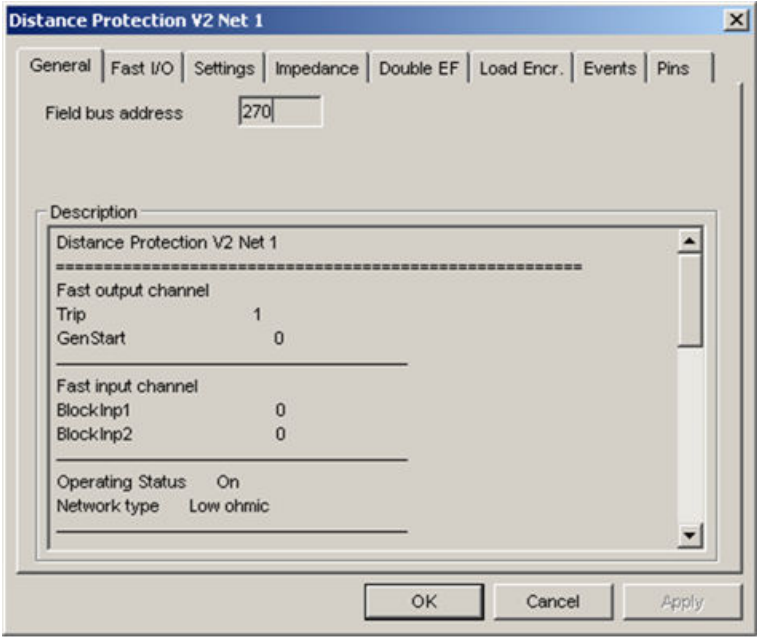 Distance Protection V2 Net 1
General Fast I/O Settings Impedance Double EF Load Encr. Events Pins
Field bus address 270
Description
Distance Protection V2 Net 1
=======================================================
Fast output channel
Trip 1
GenStart 0
Fast input channel
BlockInp1 0
BlockInp2 0
Operating Status On
Network type Low ohmic
OK Cancel Apply